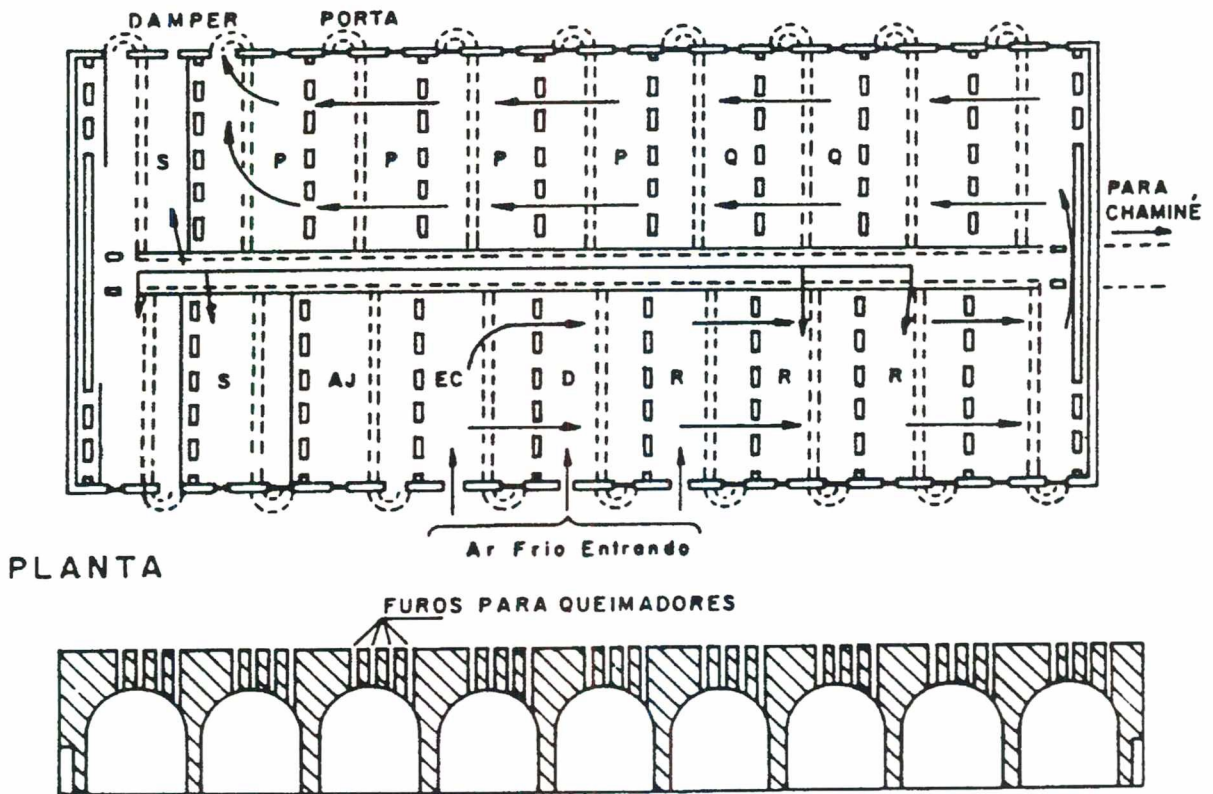 DAMPER PORTA
S P P P P Q Q
PARA
CHAMINÉ
S AJ EC D R R R
Ar Frio Entrando
PLANTA
FUROS PARA QUEIMADORES